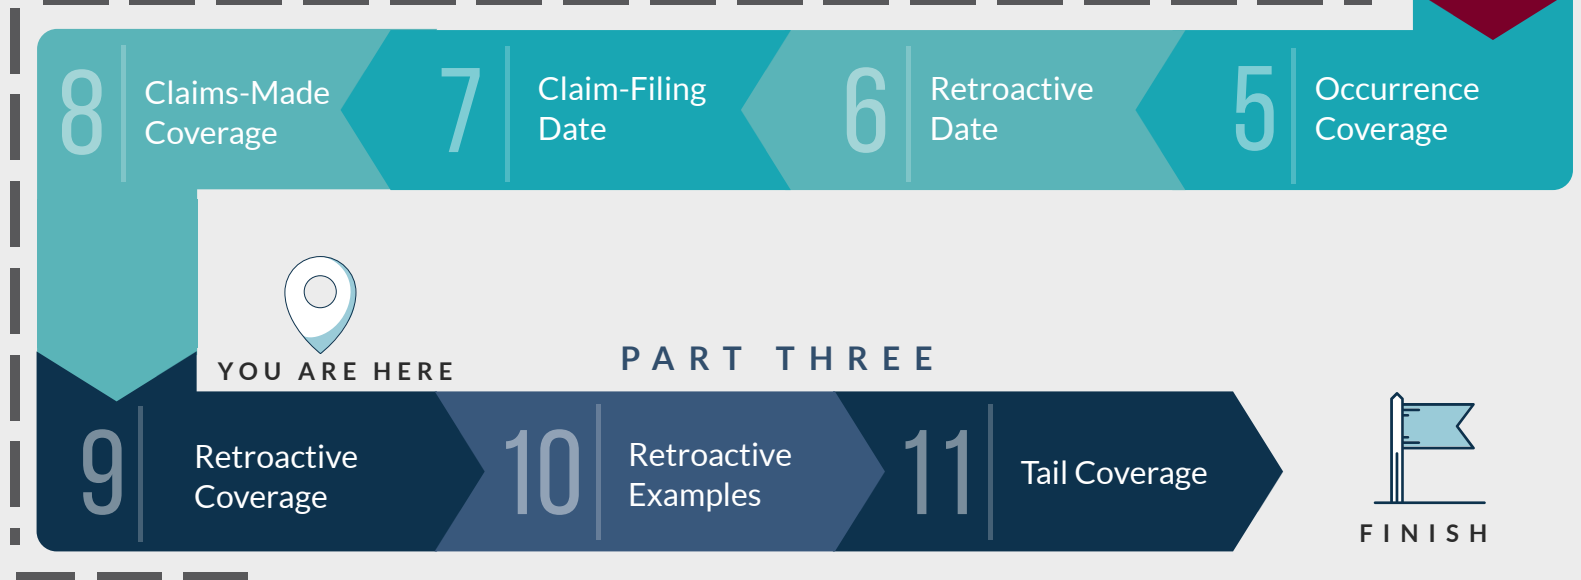 8
Claims-Made
Coverage
7
Claim-Filing
Date
6
Retroactive
Date
5
Occurrence
Coverage
YOU ARE HERE
PART THREE
9
Retroactive
Coverage
10
Retroactive
Examples
11
Tail Coverage
FINISH